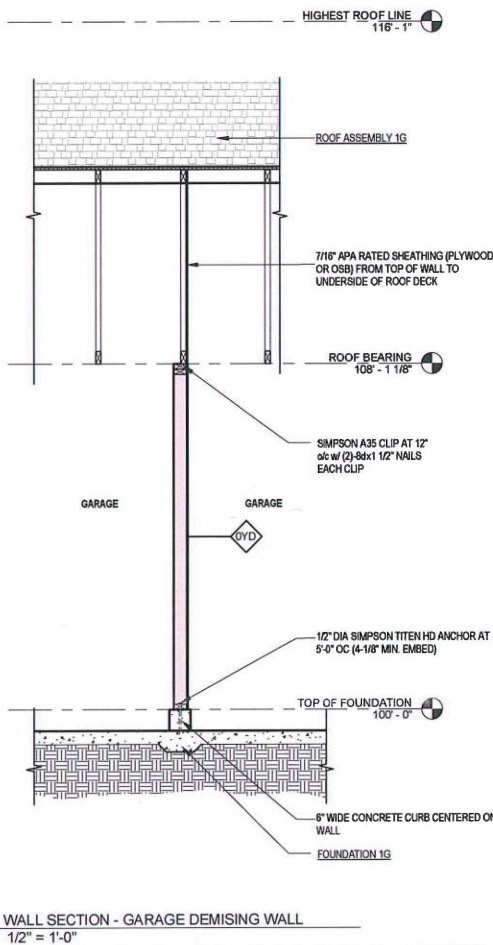 HIGHEST ROOF LINE
116' - 1"
ROOF ASSEMBLY 1G
7/16" APA RATED SHEATHING (PLYWOOD
OR OSB) FROM TOP OF WALL TO
UNDERSIDE OF ROOF DECK
ROOF BEARING
108' - 1 1/8"
SIMPSON A35 CLIP AT 12"
o/c w/ (2)-8dx1 1/2" NAILS
EACH CLIP
GARAGE
GARAGE
0YD
1/2" DIA SIMPSON TITEN HD ANCHOR AT
5'-0" OC (4-1/8" MIN. EMBED)
TOP OF FOUNDATION
100' - 0"
6" WIDE CONCRETE CURB CENTERED ON
WALL
FOUNDATION 1G
WALL SECTION - GARAGE DEMISING WALL
1/2" = 1'-0"